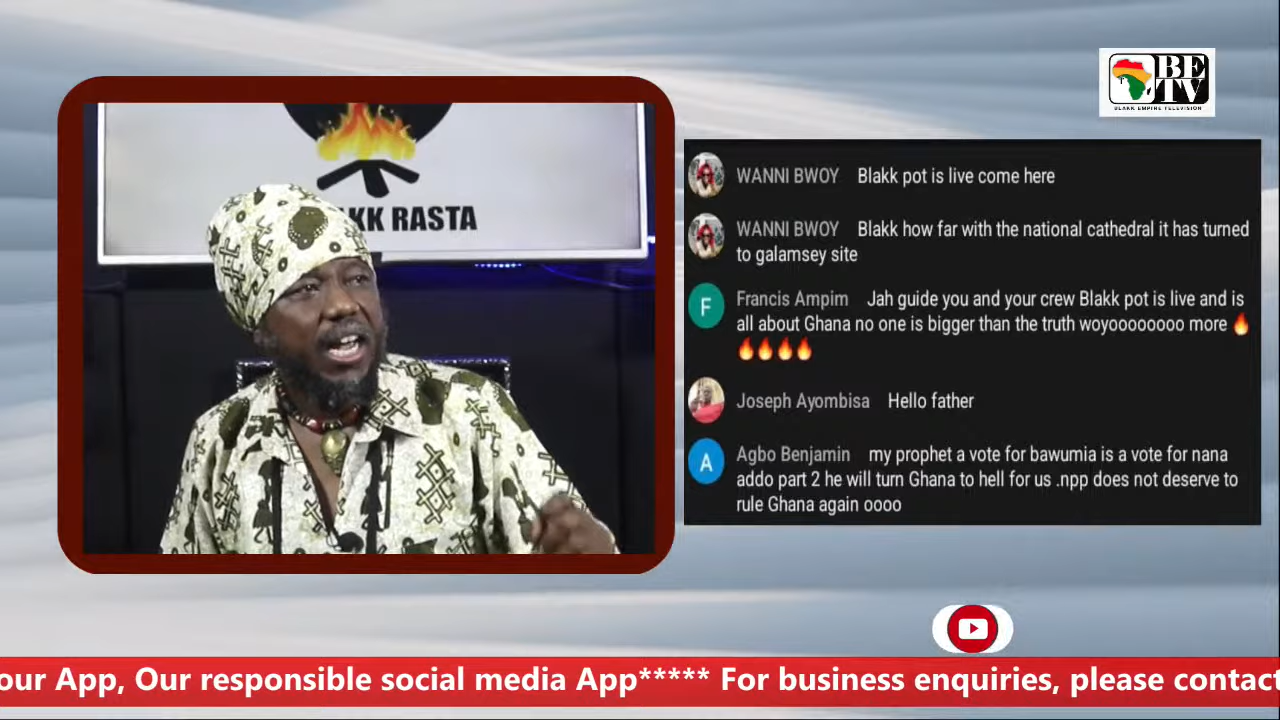 BE
TV
BLAKK EMPIRE TELEVISION
AKK RASTA
WANNI BWOY Blakk pot is live come here
WANNI BWOY Blakk how far with the national cathedral it has turned
to galamsey site
F
Francis Ampim Jah guide you and your crew Blakk pot is live and is
all about Ghana no one is bigger than the truth woyoooooooo more 🔥
🔥🔥🔥🔥
Joseph Ayombisa Hello father
A
Agbo Benjamin my prophet a vote for bawumia is a vote for nana
addo part 2 he will turn Ghana to hell for us .npp does not deserve to
rule Ghana again oooo
our App, Our responsible social media App***** For business enquiries, please contact